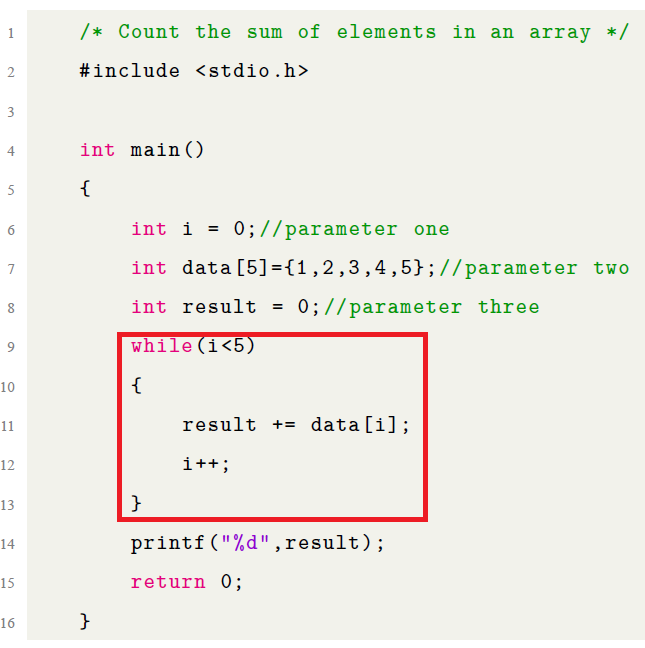 1 /* Count the sum of elements in an array */
2 #include <stdio.h>
3
4 int main()
5 {
6 int i = 0;//parameter one
7 int data[5]={1,2,3,4,5};//parameter two
8 int result = 0;//parameter three
9 while(i<5)
10 {
11 result += data[i];
12 i++;
13 }
14 printf("%d",result);
15 return 0;
16 }